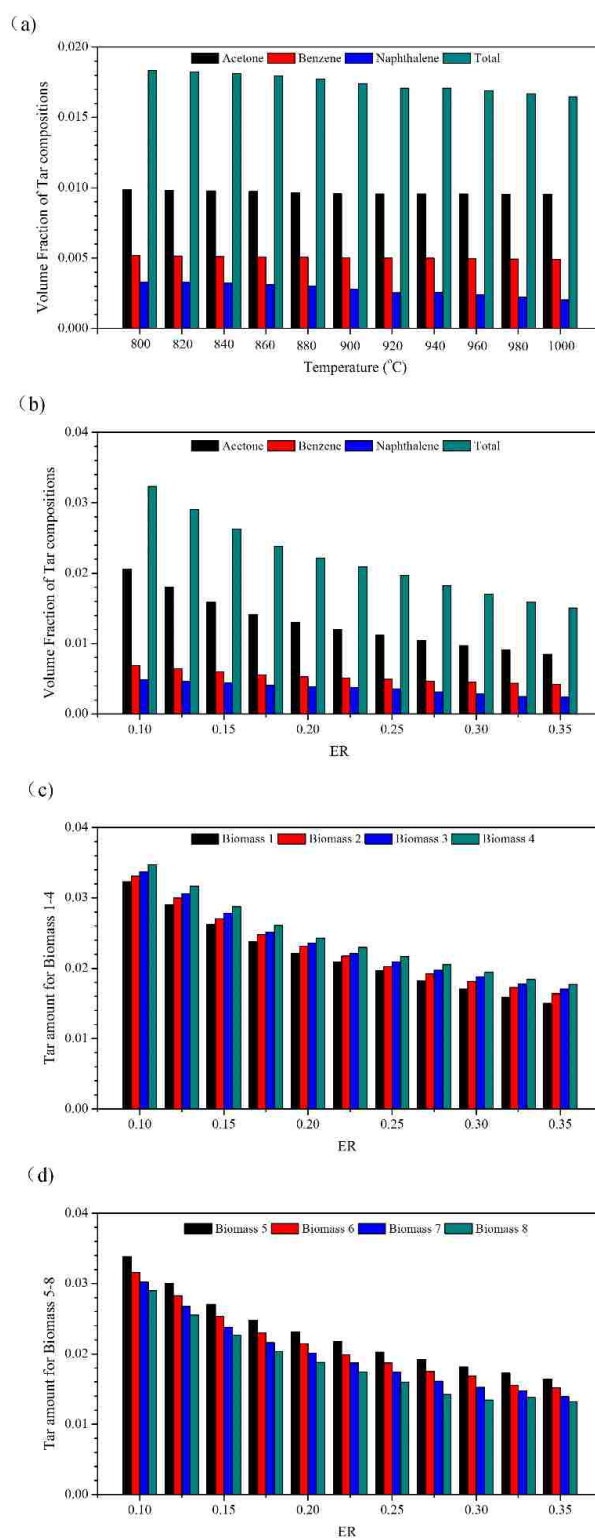 (a)
Acetone Benzene Naphthalene Total
0.020
0.015
0.010
0.005
0.000
Volume Fraction of Tar compositions
800 820 840 860 880 900 920 940 960 980 1000
Temperature (°C)
(b)
Acetone Benzene Naphthalene Total
0.04
0.03
0.02
0.01
0.00
Volume Fraction of Tar compositions
0.10 0.15 0.20 0.25 0.30 0.35
ER
(c)
Biomass 1 Biomass 2 Biomass 3 Biomass 4
0.04
0.03
0.02
0.01
0.00
Tar amount for Biomass 1-4
0.10 0.15 0.20 0.25 0.30 0.35
ER
(d)
Biomass 5 Biomass 6 Biomass 7 Biomass 8
0.04
0.03
0.02
0.01
0.00
Tar amount for Biomass 5-8
0.10 0.15 0.20 0.25 0.30 0.35
ER